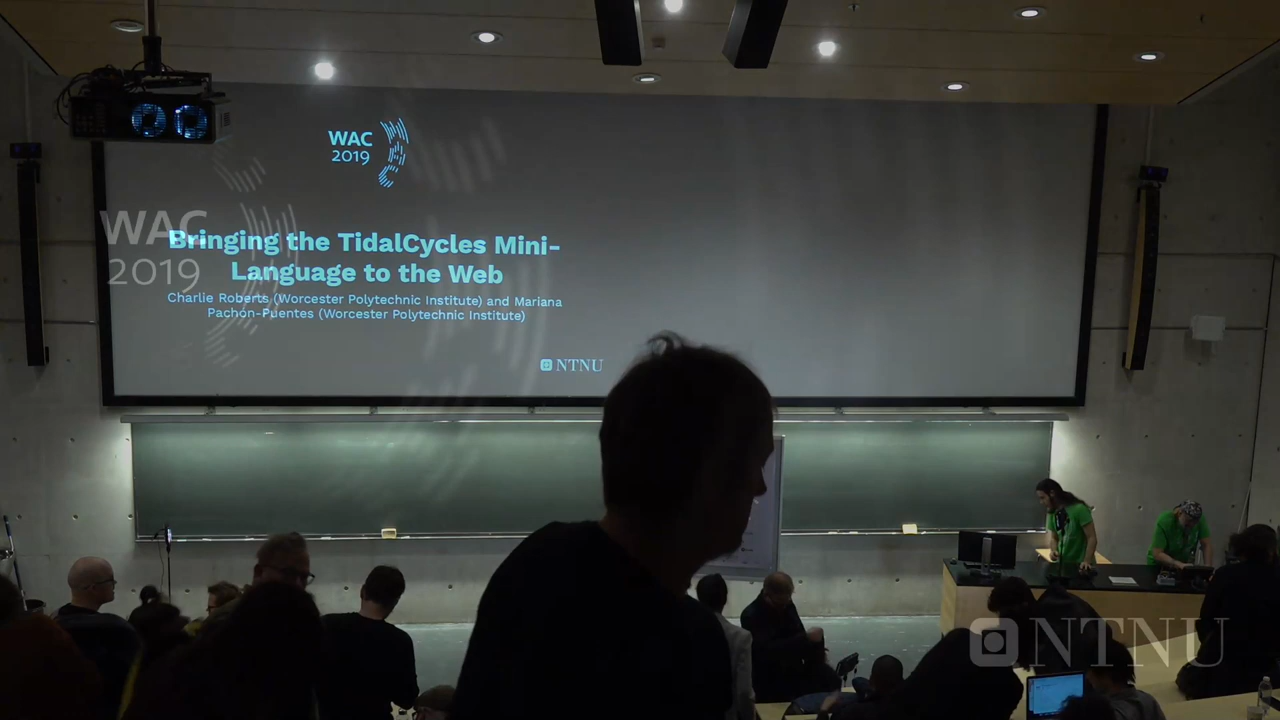 WAC
2019
WAC
2019
Bringing the TidalCycles Mini-
Language to the Web
Charlie Roberts (Worcester Polytechnic Institute) and Mariana
Pachón-Puentes (Worcester Polytechnic Institute)
NTNU
NTNU